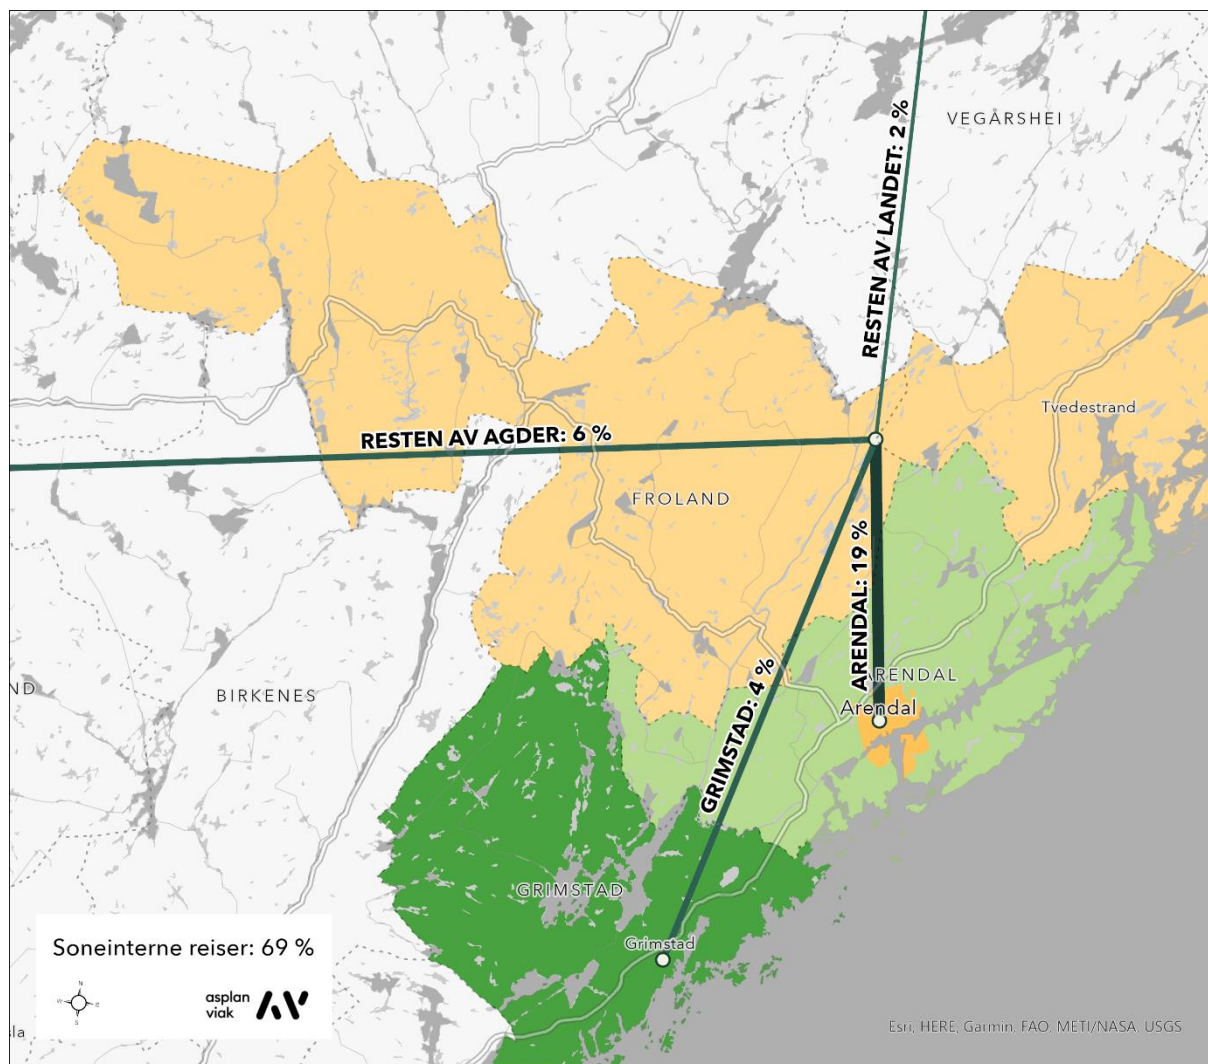 VEGÅRSHEI
RESTEN AV LANDET: 2 %
Tvedestrand
RESTEN AV AGDER: 6 %
FROLAND
ARENDAL: 19 %
ARENDAL
Arendal
ND
BIRKENES
GRIMSTAD: 4 %
GRIMSTAD
Grimstad
Soneinterne reiser: 69 %
N
S
asplan
viak
sla
Esri, HERE, Garmin, FAO, METI/NASA, USGS